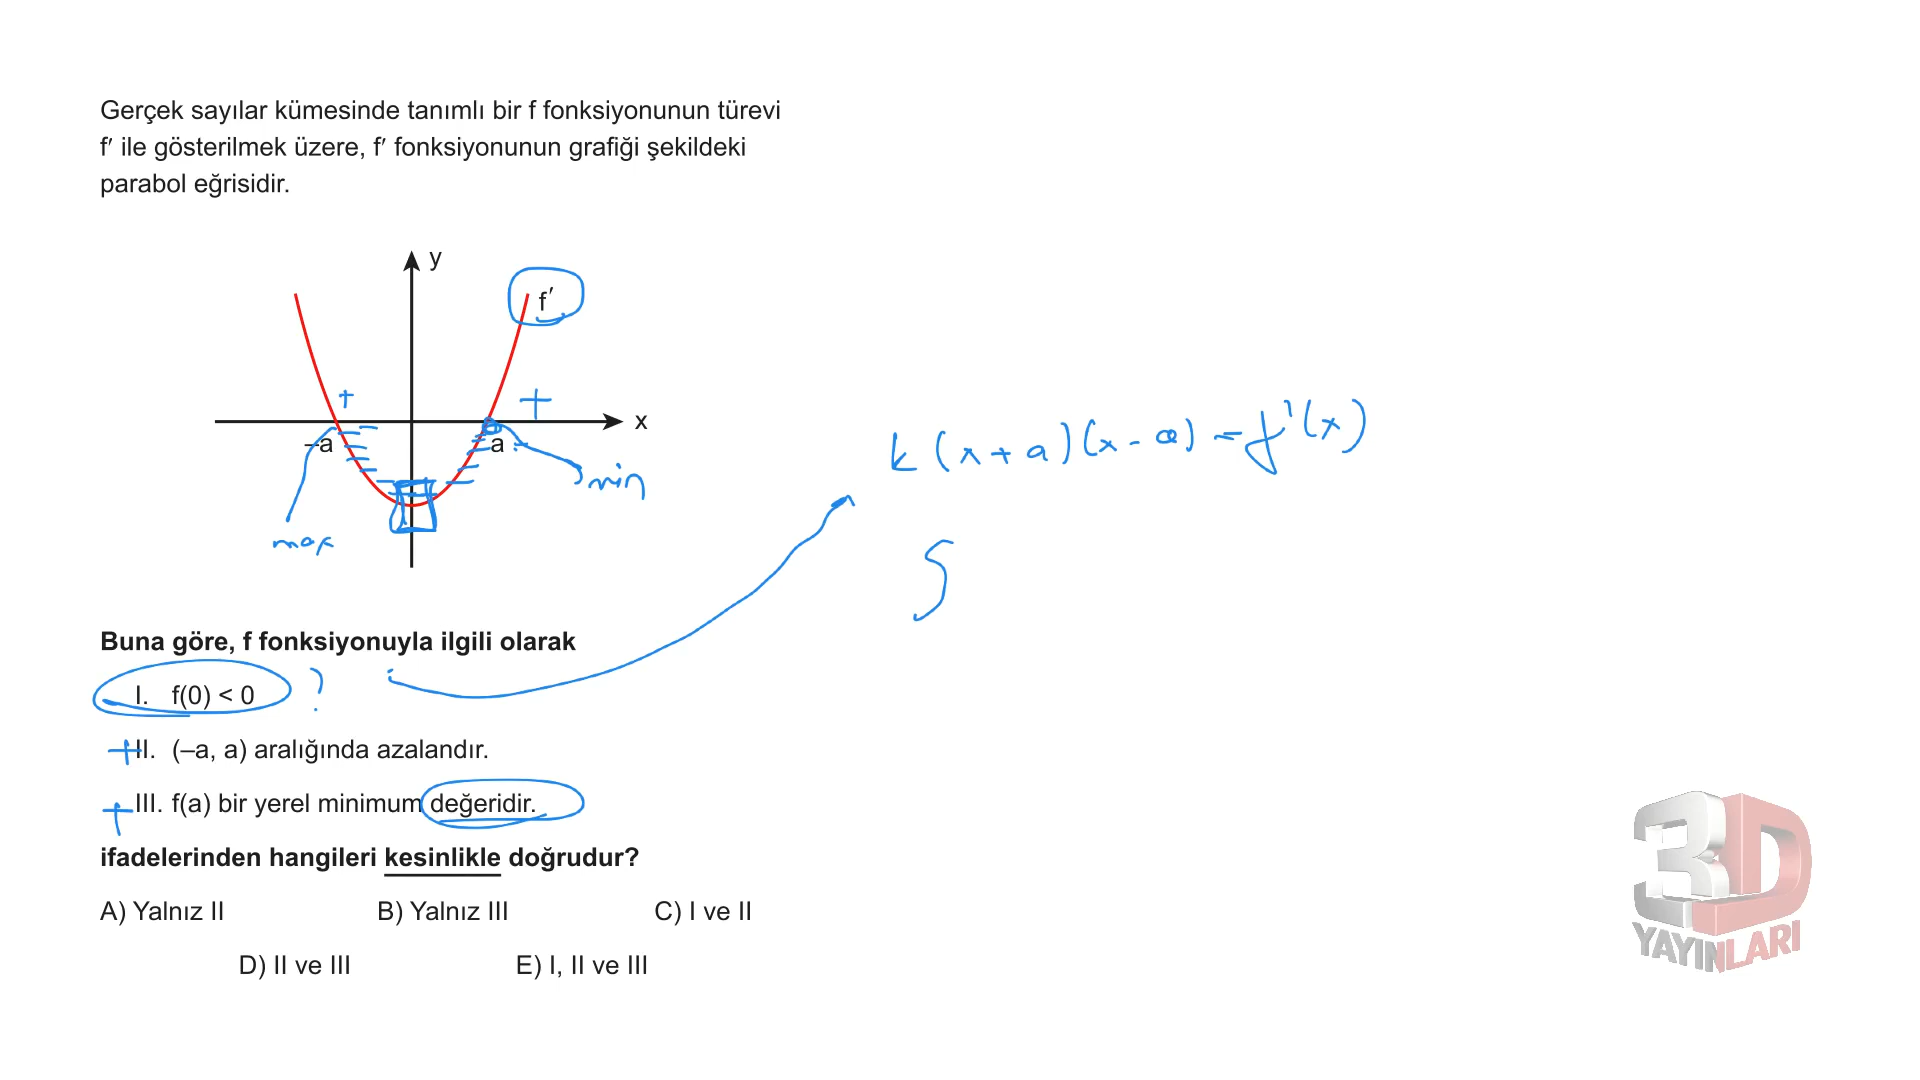 Gerçek sayılar kümesinde tanımlı bir f fonksiyonunun türevi
f′ ile gösterilmek üzere, f′ fonksiyonunun grafiği şekildeki
parabol eğrisidir.
y
f′
+
+
x
–a
a
min
max
k(x+a)(x-a)=f'(x)
∫
Buna göre, f fonksiyonuyla ilgili olarak
I. f(0) < 0 ?
+ II. (–a, a) aralığında azalandır.
+ III. f(a) bir yerel minimum değeridir.
ifadelerinden hangileri kesinlikle doğrudur?
A) Yalnız II B) Yalnız III C) I ve II
D) II ve III E) I, II ve III
3D
YAYINLARI